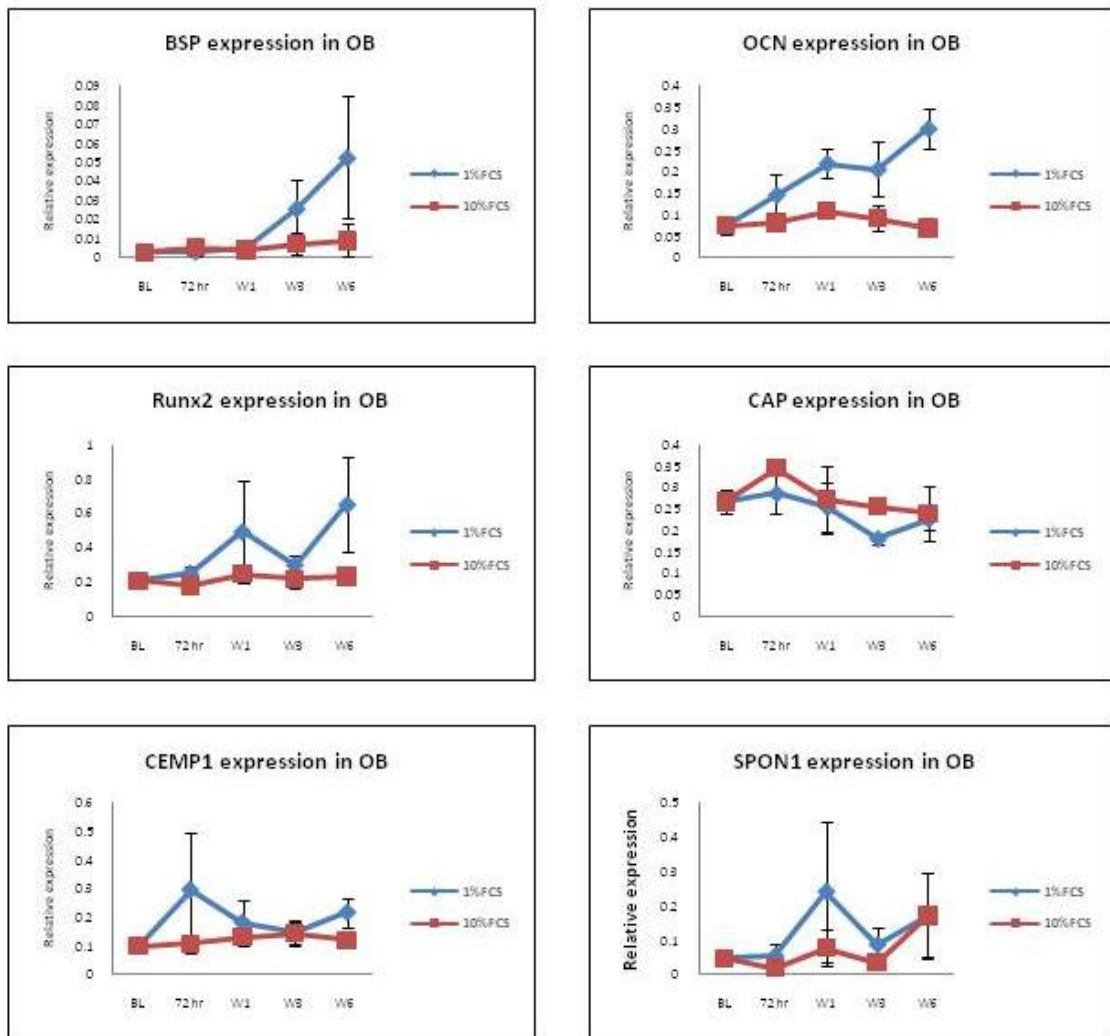 BSP expression in OB
Relative expression
0.09
0.08
0.07
0.06
0.05
0.04
0.03
0.02
0.01
0
BL 72 hr W1 W3 W6
1%FCS
10%FCS
OCN expression in OB
Relative expression
0.4
0.35
0.3
0.25
0.2
0.15
0.1
0.05
0
BL 72 hr W1 W3 W6
1%FCS
10%FCS
Runx2 expression in OB
Relative expression
1
0.8
0.6
0.4
0.2
0
BL 72 hr W1 W3 W6
1%FCS
10%FCS
CAP expression in OB
Relative expression
0.4
0.35
0.3
0.25
0.2
0.15
0.1
0.05
0
BL 72 hr W1 W3 W6
1%FCS
10%FCS
CEMP1 expression in OB
Relative expression
0.6
0.5
0.4
0.3
0.2
0.1
0
BL 72 hr W1 W3 W6
1%FCS
10%FCS
SPON1 expression in OB
Relative expression
0.5
0.4
0.3
0.2
0.1
0
BL 72 hr W1 W3 W6
1%FCS
10%FCS